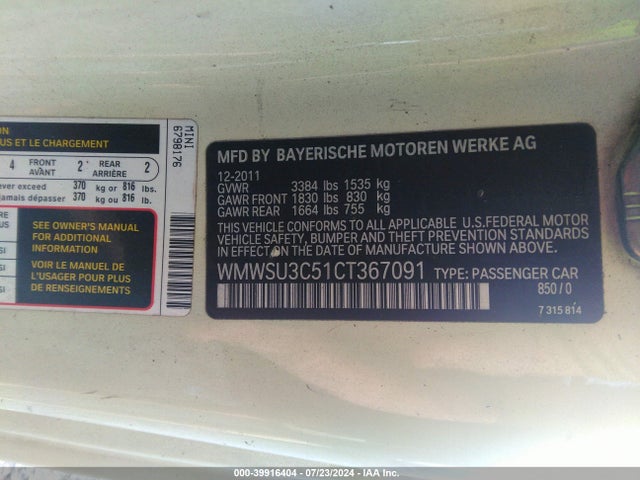 ON
US ET LE CHARGEMENT
4 FRONT AVANT 2 REAR ARRIÈRE 2
ever exceed 370 kg or 816 lbs.
jamais dépasser 370 kg ou 816 lb.
SEE OWNER'S MANUAL
FOR ADDITIONAL
INFORMATION
VOIR LE MANUEL DE
L'USAGER POUR PLUS DE
RENSEIGNEMENTS
SI
SI
MINI
6798176
MFD BY BAYERISCHE MOTOREN WERKE AG
12-2011
GVWR 3384 lbs 1535 kg
GAWR FRONT 1830 lbs 830 kg
GAWR REAR 1664 lbs 755 kg
THIS VEHICLE CONFORMS TO ALL APPLICABLE U.S.FEDERAL MOTOR
VEHICLE SAFETY, BUMPER AND THEFT PREVENTION STANDARDS
IN EFFECT ON THE DATE OF MANUFACTURE SHOWN ABOVE.
WMWSU3C51CT367091 TYPE: PASSENGER CAR
850/0
7 315 814
000-39916404 / 07/23/2024 - IAA Inc.